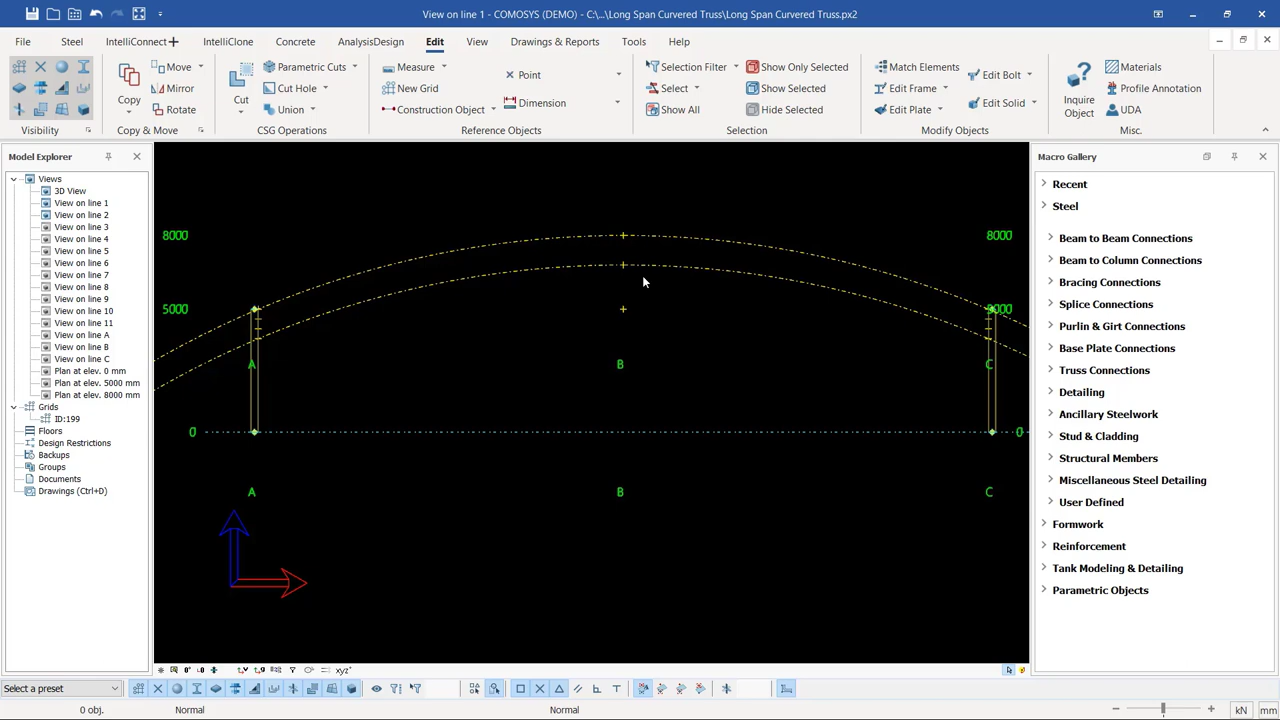 View on line 1 - COMOSYS (DEMO) - C:\...\Long Span Curvered Truss\Long Span Curvered Truss.px2
File Steel IntelliConnect+ IntelliClone Concrete AnalysisDesign Edit View Drawings & Reports Tools Help
Move Mirror Rotate
Copy
Copy & Move
Visibility
Parametric Cuts
Cut Hole
Union
Cut
CSG Operations
Measure
New Grid
Construction Object
Point
Dimension
Reference Objects
Selection Filter
Select
Show All
Show Only Selected
Show Selected
Hide Selected
Selection
Match Elements
Edit Frame
Edit Plate
Edit Bolt
Edit Solid
Modify Objects
Inquire
Object
Materials
Profile Annotation
UDA
Misc.
Model Explorer
Views
3D View
View on line 1
View on line 2
View on line 3
View on line 4
View on line 5
View on line 6
View on line 7
View on line 8
View on line 9
View on line 10
View on line 11
View on line A
View on line B
View on line C
Plan at elev. 0 mm
Plan at elev. 5000 mm
Plan at elev. 8000 mm
Grids
ID:199
Floors
Design Restrictions
Backups
Groups
Documents
Drawings (Ctrl+D)
8000 8000
5000 5000
A B C
0 0
A B C
Macro Gallery
Recent
Steel
Beam to Beam Connections
Beam to Column Connections
Bracing Connections
Splice Connections
Purlin & Girt Connections
Base Plate Connections
Truss Connections
Detailing
Ancillary Steelwork
Stud & Cladding
Structural Members
Miscellaneous Steel Detailing
User Defined
Formwork
Reinforcement
Tank Modeling & Detailing
Parametric Objects
xyz
Select a preset
0 obj. Normal Normal kN mm